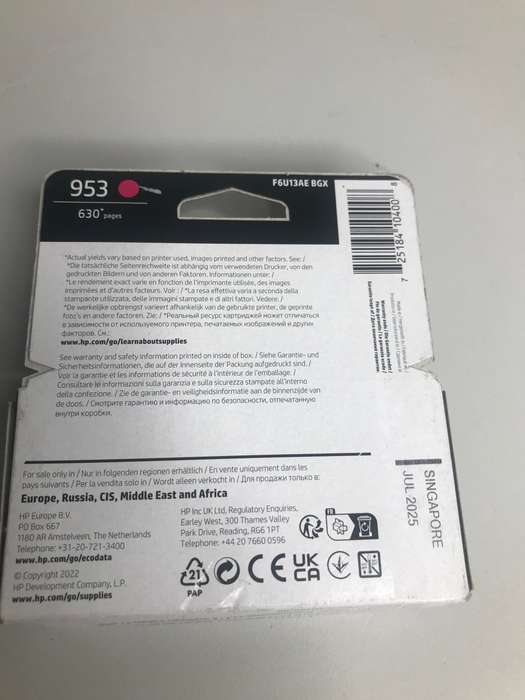 953
630* pages
F6U13AE BGX
7 25184 10400 8
*Actual yields vary based on printer used, images printed and other factors. See: /
*Die tatsächliche Seitenreichweite ist abhängig vom verwendeten Drucker, von den
gedruckten Bildern und von anderen Faktoren. Informationen unter: /
*Le rendement exact varie en fonction de l'imprimante utilisée, des images
imprimées et d'autres facteurs. Voir : / *La resa effettiva varia a seconda della
stampante utilizzata, delle immagini stampate e di altri fattori. Vedere: /
*De werkelijke opbrengst varieert afhankelijk van de gebruikte printer, de geprinte
foto's en andere factoren. Zie: / *Реальный ресурс картриджей может отличаться
в зависимости от используемого принтера, печатаемых изображений и других
факторов. См.:
www.hp.com/go/learnaboutsupplies
See warranty and safety information printed on inside of box. / Siehe Garantie- und
Sicherheitsinformationen, die auf der Innenseite der Packung aufgedruckt sind. /
Voir la garantie et les informations de sécurité à l'intérieur de l'emballage. /
Consultare le informazioni sulla garanzia e sulla sicurezza stampate all'interno
della confezione. / Zie de garantie- en veiligheidsinformatie aan de binnenzijde van
de doos. / Смотрите гарантию и информацию по безопасности, отпечатанную
внутри коробки.
For sale only in / Nur in folgenden regionen erhältlich / En vente uniquement dans les
pays suivants / Per la vendita solo in / Wordt alleen verkocht in / Для продажи только в:
Europe, Russia, CIS, Middle East and Africa
HP Europe B.V.
PO Box 667
1180 AR Amstelveen, The Netherlands
Telephone: +31-20-721-3400
www.hp.com/go/ecodata
© Copyright 2022
HP Development Company, L.P.
www.hp.com/go/supplies
HP Inc UK Ltd, Regulatory Enquiries,
Earley West, 300 Thames Valley
Park Drive, Reading, RG6 1PT
Telephone: +44 20 7660 0596
FR
21
PAP
CE
UK
CA
SINGAPORE
JUL 2025